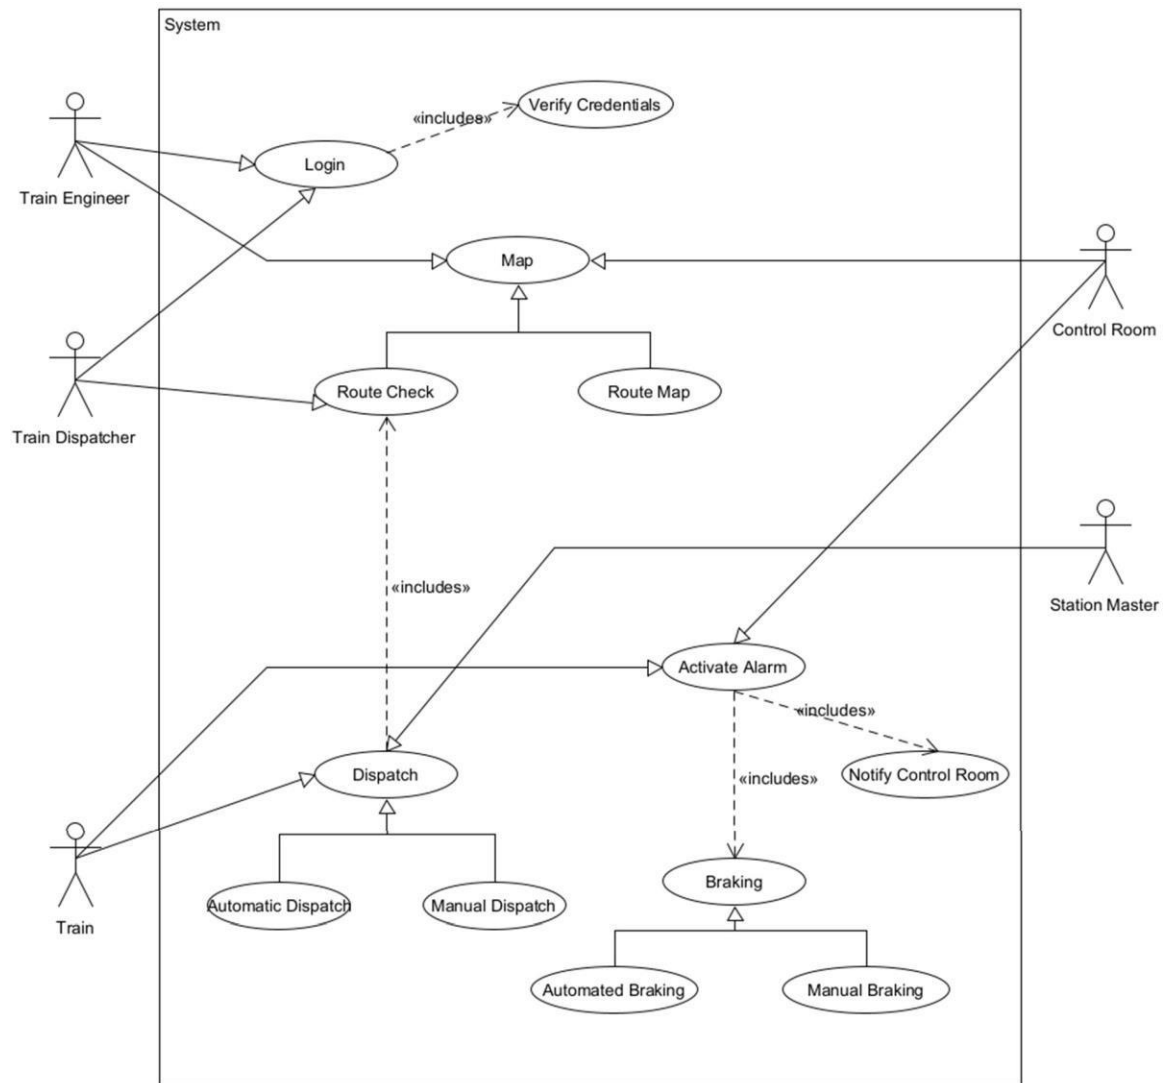 System
Verify Credentials
«includes»
Login
Train Engineer
Map
Control Room
Route Check
Route Map
Train Dispatcher
«includes»
Station Master
Activate Alarm
«includes»
Dispatch
«includes»
Notify Control Room
Braking
Automatic Dispatch
Manual Dispatch
Train
Automated Braking
Manual Braking